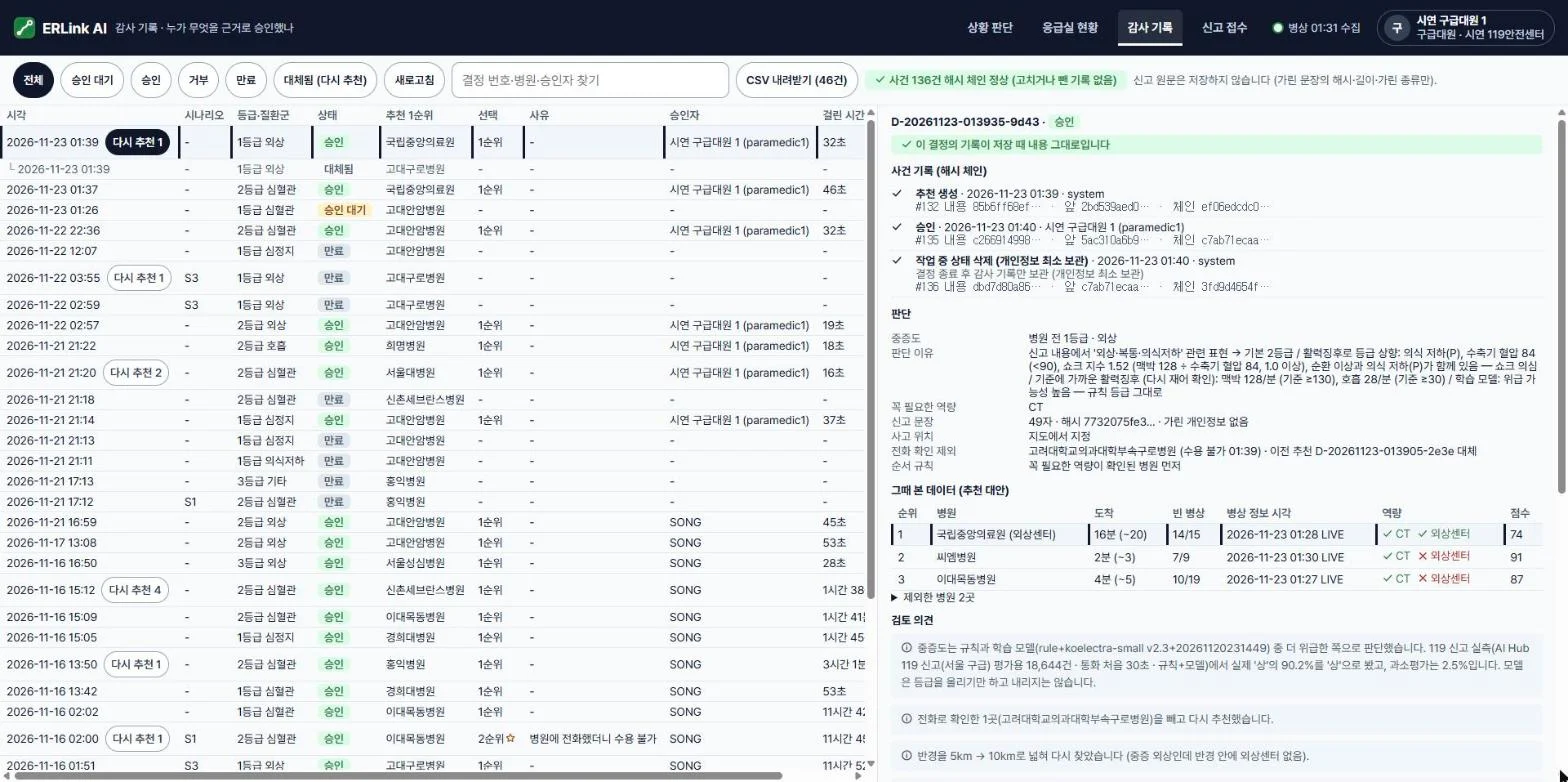 ERLink AI 감사 기록 · 누가 무엇을 근거로 승인했나 상황 판단 응급실 현황 감사 기록 신고 접수 병상 01:31 수집 구 시연 구급대원 1
구급대원 · 시연 119안전센터
전체 승인 대기 승인 거부 만료 대체됨 (다시 추천) 새로고침 결정 번호·병원·승인자 찾기 CSV 내려받기 (46건) ✓ 사건 136건 해시 체인 정상 (고치거나 뺀 기록 없음) 신고 원문은 저장하지 않습니다 (가린 문장의 해시·길이·가린 종류만).
시각 시나리오 등급·질환군 상태 추천 1순위 선택 사유 승인자 걸린 시간
2026-11-23 01:39 다시 추천 1 - 1등급 외상 승인 국립중앙의료원 1순위 - 시연 구급대원 1 (paramedic1) 32초
└ 2026-11-23 01:39 - 1등급 외상 대체됨 고대구로병원 - - - -
2026-11-23 01:37 - 2등급 심혈관 승인 국립중앙의료원 1순위 - 시연 구급대원 1 (paramedic1) 46초
2026-11-23 01:26 - 1등급 심혈관 승인 대기 고대안암병원 - - - -
2026-11-22 22:36 - 2등급 심혈관 승인 고대안암병원 1순위 - 시연 구급대원 1 (paramedic1) 32초
2026-11-22 12:07 - 1등급 심정지 만료 고대안암병원 - - - -
2026-11-22 03:55 다시 추천 1 S3 1등급 외상 만료 고대구로병원 - - - -
2026-11-22 02:59 S3 1등급 외상 만료 고대구로병원 - - - -
2026-11-22 02:57 - 2등급 외상 승인 고대안암병원 1순위 - 시연 구급대원 1 (paramedic1) 19초
2026-11-21 21:22 - 2등급 호흡 승인 희명병원 1순위 - 시연 구급대원 1 (paramedic1) 18초
2026-11-21 21:20 다시 추천 2 - 2등급 심혈관 승인 서울대병원 1순위 - 시연 구급대원 1 (paramedic1) 16초
2026-11-21 21:18 - 2등급 심혈관 만료 신촌세브란스병원 - - - -
2026-11-21 21:14 - 1등급 심정지 승인 고대안암병원 1순위 - 시연 구급대원 1 (paramedic1) 37초
2026-11-21 21:13 - 1등급 심정지 만료 고대안암병원 - - - -
2026-11-21 21:11 - 1등급 의식저하 만료 고대안암병원 - - - -
2026-11-21 17:13 - 3등급 기타 만료 홍익병원 - - - -
2026-11-21 17:12 S1 2등급 심혈관 만료 홍익병원 - - - -
2026-11-21 16:59 - 2등급 외상 승인 고대안암병원 1순위 - SONG 45초
2026-11-17 13:08 - 2등급 외상 승인 고대안암병원 1순위 - SONG 53초
2026-11-16 16:50 - 3등급 외상 승인 서울성심병원 1순위 - SONG 28초
2026-11-16 15:12 다시 추천 4 - 2등급 심혈관 승인 신촌세브란스병원 1순위 - SONG 1시간 38
2026-11-16 15:09 - 2등급 심혈관 승인 이대목동병원 1순위 - SONG 1시간 41
2026-11-16 15:05 - 1등급 심정지 승인 경희대병원 1순위 - SONG 1시간 45
2026-11-16 13:50 다시 추천 1 - 1등급 심혈관 승인 홍익병원 1순위 - SONG 3시간
2026-11-16 13:42 - 1등급 심혈관 승인 경희대병원 1순위 - SONG 53초
2026-11-16 02:02 - 1등급 심혈관 승인 이대목동병원 1순위 - SONG 11시간 42
2026-11-16 02:00 다시 추천 1 S1 2등급 심혈관 승인 이대목동병원 2순위☆ 병원에 전화했더니 수용 불가 SONG 11시간
2026-11-16 01:51 S3 1등급 외상 승인 고대구로병원 1순위 - SONG 11시간 52
D-20261123-013935-9d43 · 승인
✓ 이 결정의 기록이 저장 때 내용 그대로입니다
사건 기록 (해시 체인)
✓ 추천 생성 · 2026-11-23 01:39 · system
#132 내용 85b6ff69ef… · 앞 2bd539aed0… · 체인 ef06edcdc0…
✓ 승인 · 2026-11-23 01:40 · 시연 구급대원 1 (paramedic1)
#135 내용 c266914998… · 앞 5ac310a6b9… · 체인 c7ab71ecaa…
✓ 작업 중 상태 삭제 (개인정보 최소 보관) · 2026-11-23 01:40 · system
결정 종료 후 감사 기록만 보관 (개인정보 최소 보관)
#136 내용 dbd7d80a86… · 앞 c7ab71ecaa… · 체인 3fd9d4654f…
판단
중증도 병원 전 1등급 · 외상
판단 이유 신고 내용에서 '외상·복통·의식저하' 관련 표현 → 기본 2등급 / 활력징후로 등급 상향: 의식 저하(P), 수축기 혈압 84
(<90), 쇼크 지수 1.52 (맥박 128 ÷ 수축기 혈압 84, 1.0 이상), 순환 이상과 의식 저하(P)가 함께 있음 — 쇼크 의심
/ 기준에 가까운 활력징후 (다시 재어 확인): 맥박 128/분 (기준 ≥130), 호흡 28/분 (기준 ≥30) / 학습 모델: 위급 가
능성 높음 — 규칙 등급 그대로
꼭 필요한 역량 CT
신고 문장 49자 · 해시 7732075fe3… · 가린 개인정보 없음
사고 위치 지도에서 지정
전화 확인 제외 고려대학교의과대학부속구로병원 (수용 불가 01:39) · 이전 추천 D-20261123-013905-2e3e 대체
순서 규칙 꼭 필요한 역량이 확인된 병원 먼저
그때 본 데이터 (추천 대안)
순위 병원 도착 빈 병상 병상 정보 시각 역량 점수
1 국립중앙의료원 (외상센터) 16분 (~20) 14/15 2026-11-23 01:28 LIVE ✓ CT ✓ 외상센터 74
2 씨엠병원 2분 (~3) 7/9 2026-11-23 01:30 LIVE ✓ CT ✕ 외상센터 91
3 이대목동병원 4분 (~5) 10/19 2026-11-23 01:27 LIVE ✓ CT ✕ 외상센터 87
▶ 제외한 병원 2곳
검토 의견
중증도는 규칙과 학습 모델(rule+koelectra-small v2.3+20261120231449) 중 더 위급한 쪽으로 판단했습니다. 119 신고 실측(AI Hub
119 신고(서울 구급) 평가용 18,644건 · 통화 처음 30초 · 규칙+모델)에서 실제 '상'의 90.2%를 '상'으로 봤고, 과소평가는 2.5%입니다. 모델
은 등급을 올리기만 하고 내리지는 않습니다.
전화로 확인한 1곳(고려대학교의과대학부속구로병원)을 빼고 다시 추천했습니다.
반경을 5km → 10km로 넓혀 다시 찾았습니다 (중증 외상인데 반경 안에 외상센터 없음).